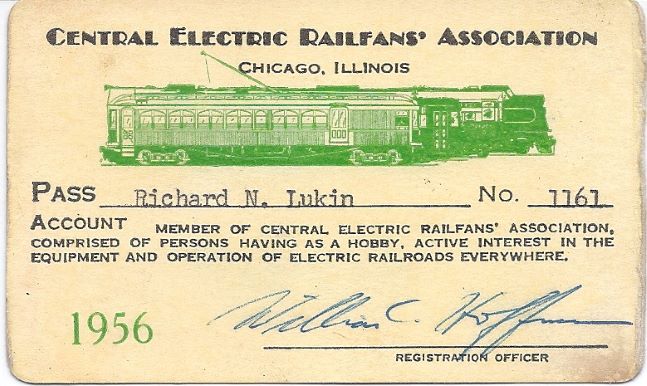 CENTRAL ELECTRIC RAILFANS' ASSOCIATION
CHICAGO, ILLINOIS
PASS Richard N. Lukin No. 1161
ACCOUNT MEMBER OF CENTRAL ELECTRIC RAILFANS' ASSOCIATION,
COMPRISED OF PERSONS HAVING AS A HOBBY, ACTIVE INTEREST IN THE
EQUIPMENT AND OPERATION OF ELECTRIC RAILROADS EVERYWHERE.
1956 William C. Hoffman
REGISTRATION OFFICER